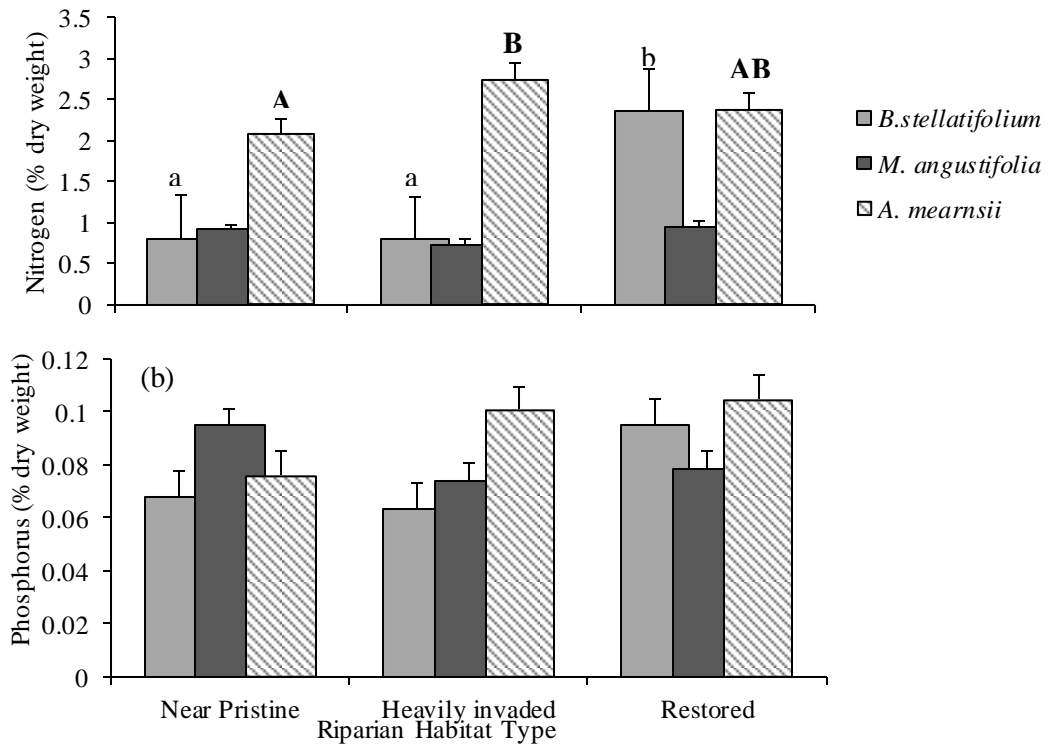 Nitrogen (% dry weight)
3.5
3
2.5
2
1.5
1
0.5
0
a
A
a
B
b
AB
B.stellatifolium
M. angustifolia
A. mearnsii
Phosphorus (% dry weight)
(b)
0.12
0.1
0.08
0.06
0.04
0.02
0
Near Pristine
Heavily invaded
Restored
Riparian Habitat Type